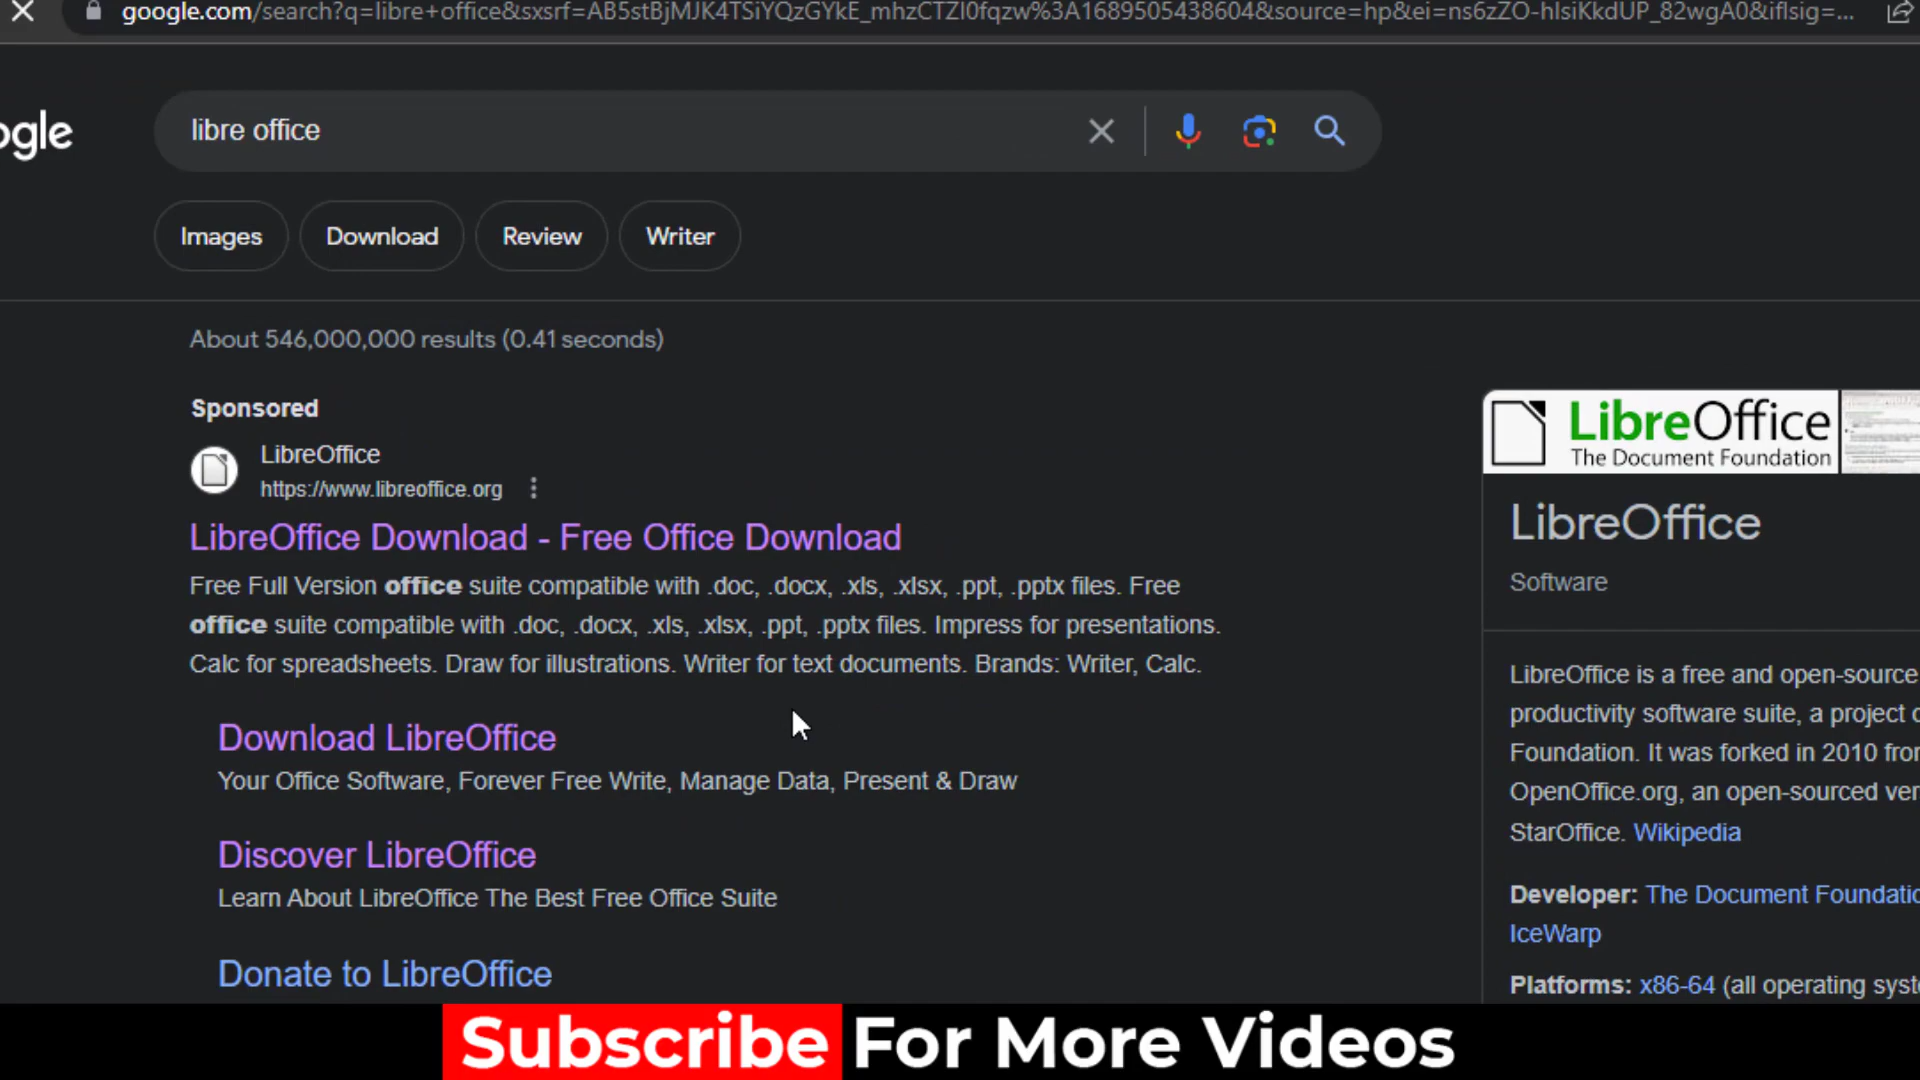 google.com/search?q=libre+office&sxsrf=AB5stBjMJK4TSiYQzGYkE_mhzCTZl0fqzw%3A1689505438604&source=hp&ei=ns6zZO-hIsiKkdUP_82wgA0&iflsig=...
ogle
libre office
Images
Download
Review
Writer
About 546,000,000 results (0.41 seconds)
Sponsored
LibreOffice
https://www.libreoffice.org
LibreOffice Download - Free Office Download
Free Full Version office suite compatible with .doc, .docx, .xls, .xlsx, .ppt, .pptx files. Free
office suite compatible with .doc, .docx, .xls, .xlsx, .ppt, .pptx files. Impress for presentations.
Calc for spreadsheets. Draw for illustrations. Writer for text documents. Brands: Writer, Calc.
Download LibreOffice
Your Office Software, Forever Free Write, Manage Data, Present & Draw
Discover LibreOffice
Learn About LibreOffice The Best Free Office Suite
Donate to LibreOffice
LibreOffice
The Document Foundation
LibreOffice
Software
LibreOffice is a free and open-source
productivity software suite, a project o
Foundation. It was forked in 2010 fror
OpenOffice.org, an open-sourced ver
StarOffice. Wikipedia
Developer: The Document Foundatio
IceWarp
Platforms: x86-64 (all operating syst
Subscribe For More Videos